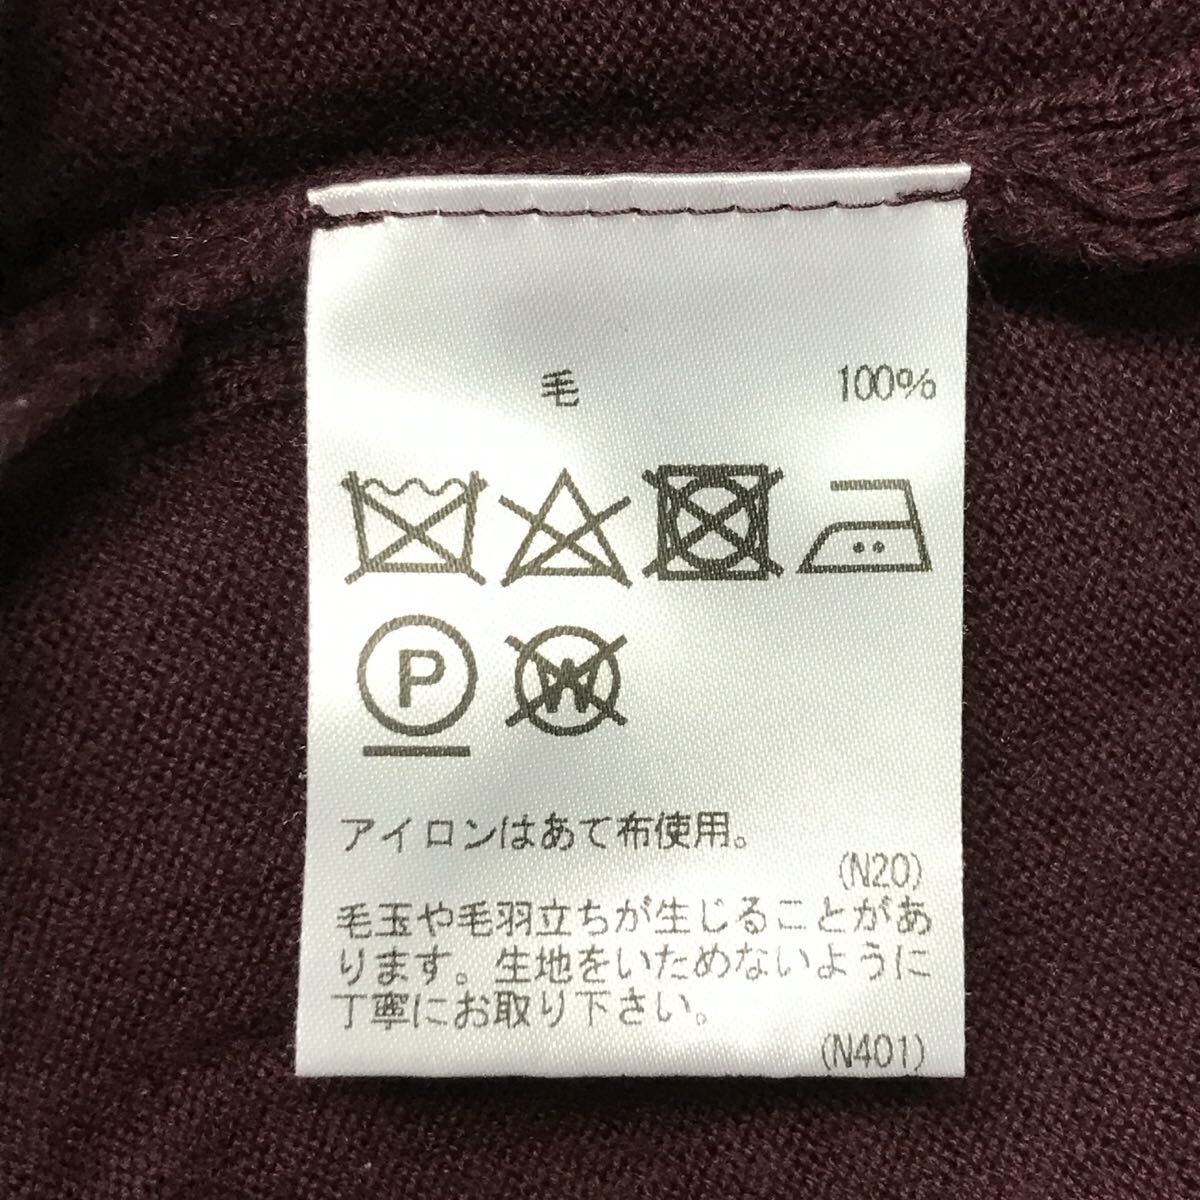 毛 100%
P W
アイロンはあて布使用。
(N20)
毛玉や毛羽立ちが生じることがあ
ります。生地をいためないように
丁寧にお取り下さい。
(N401)